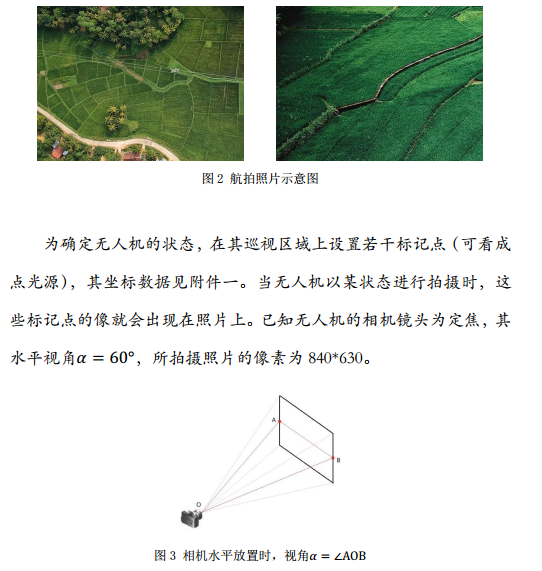 图 2 航拍照片示意图
为确定无人机的状态，在其巡视区域上设置若干标记点（可看成
点光源），其坐标数据见附件一。当无人机以某状态进行拍摄时，这
些标记点的像就会出现在照片上。已知无人机的相机镜头为定焦，其
水平视角α = 60°，所拍摄照片的像素为 840*630。
A
B
O
图 3 相机水平放置时，视角α = ∠AOB